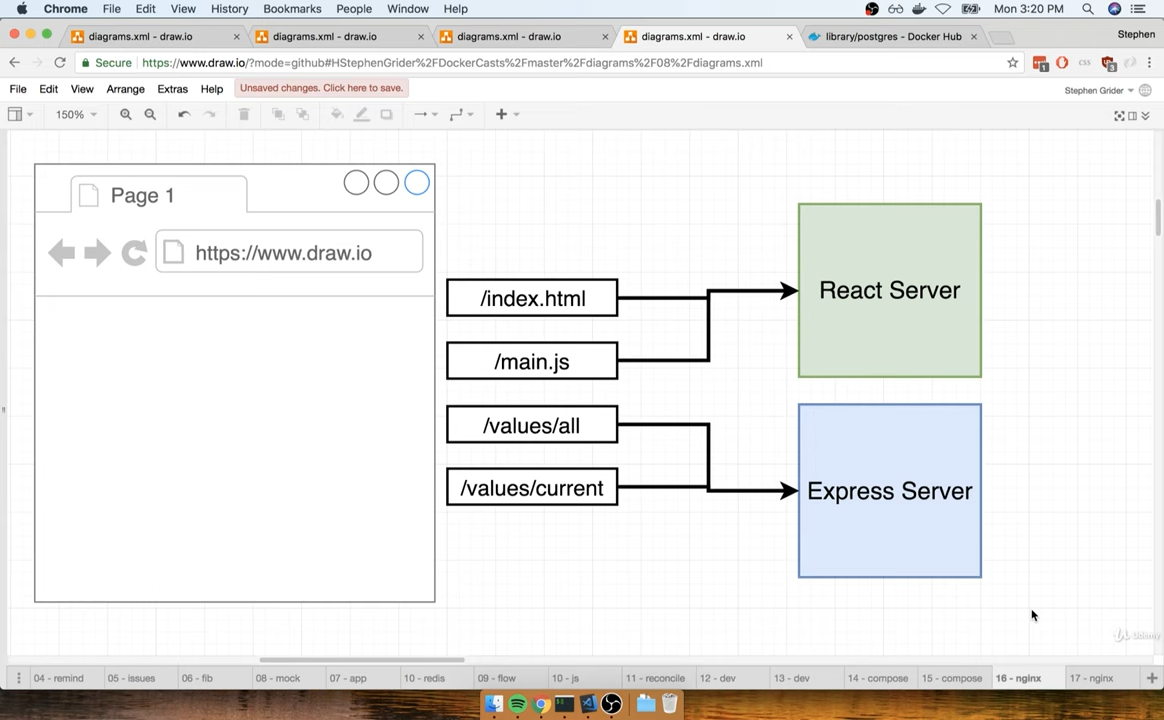 Chrome File Edit View History Bookmarks People Window Help Mon 3:20 PM
diagrams.xml - draw.io diagrams.xml - draw.io diagrams.xml - draw.io diagrams.xml - draw.io library/postgres - Docker Hub Stephen
Secure https://www.draw.io/?mode=github#HStephenGrider%2FDockerCasts%2Fmaster%2Fdiagrams%2F08%2Fdiagrams.xml
File Edit View Arrange Extras Help Unsaved changes. Click here to save. Stephen Grider
150%
Page 1
https://www.draw.io
/index.html
/main.js
/values/all
/values/current
React Server
Express Server
Udemy
04 - remind 05 - issues 06 - fib 08 - mock 07 - app 10 - redis 09 - flow 10 - js 11 - reconcile 12 - dev 13 - dev 14 - compose 15 - compose 16 - nginx 17 - nginx